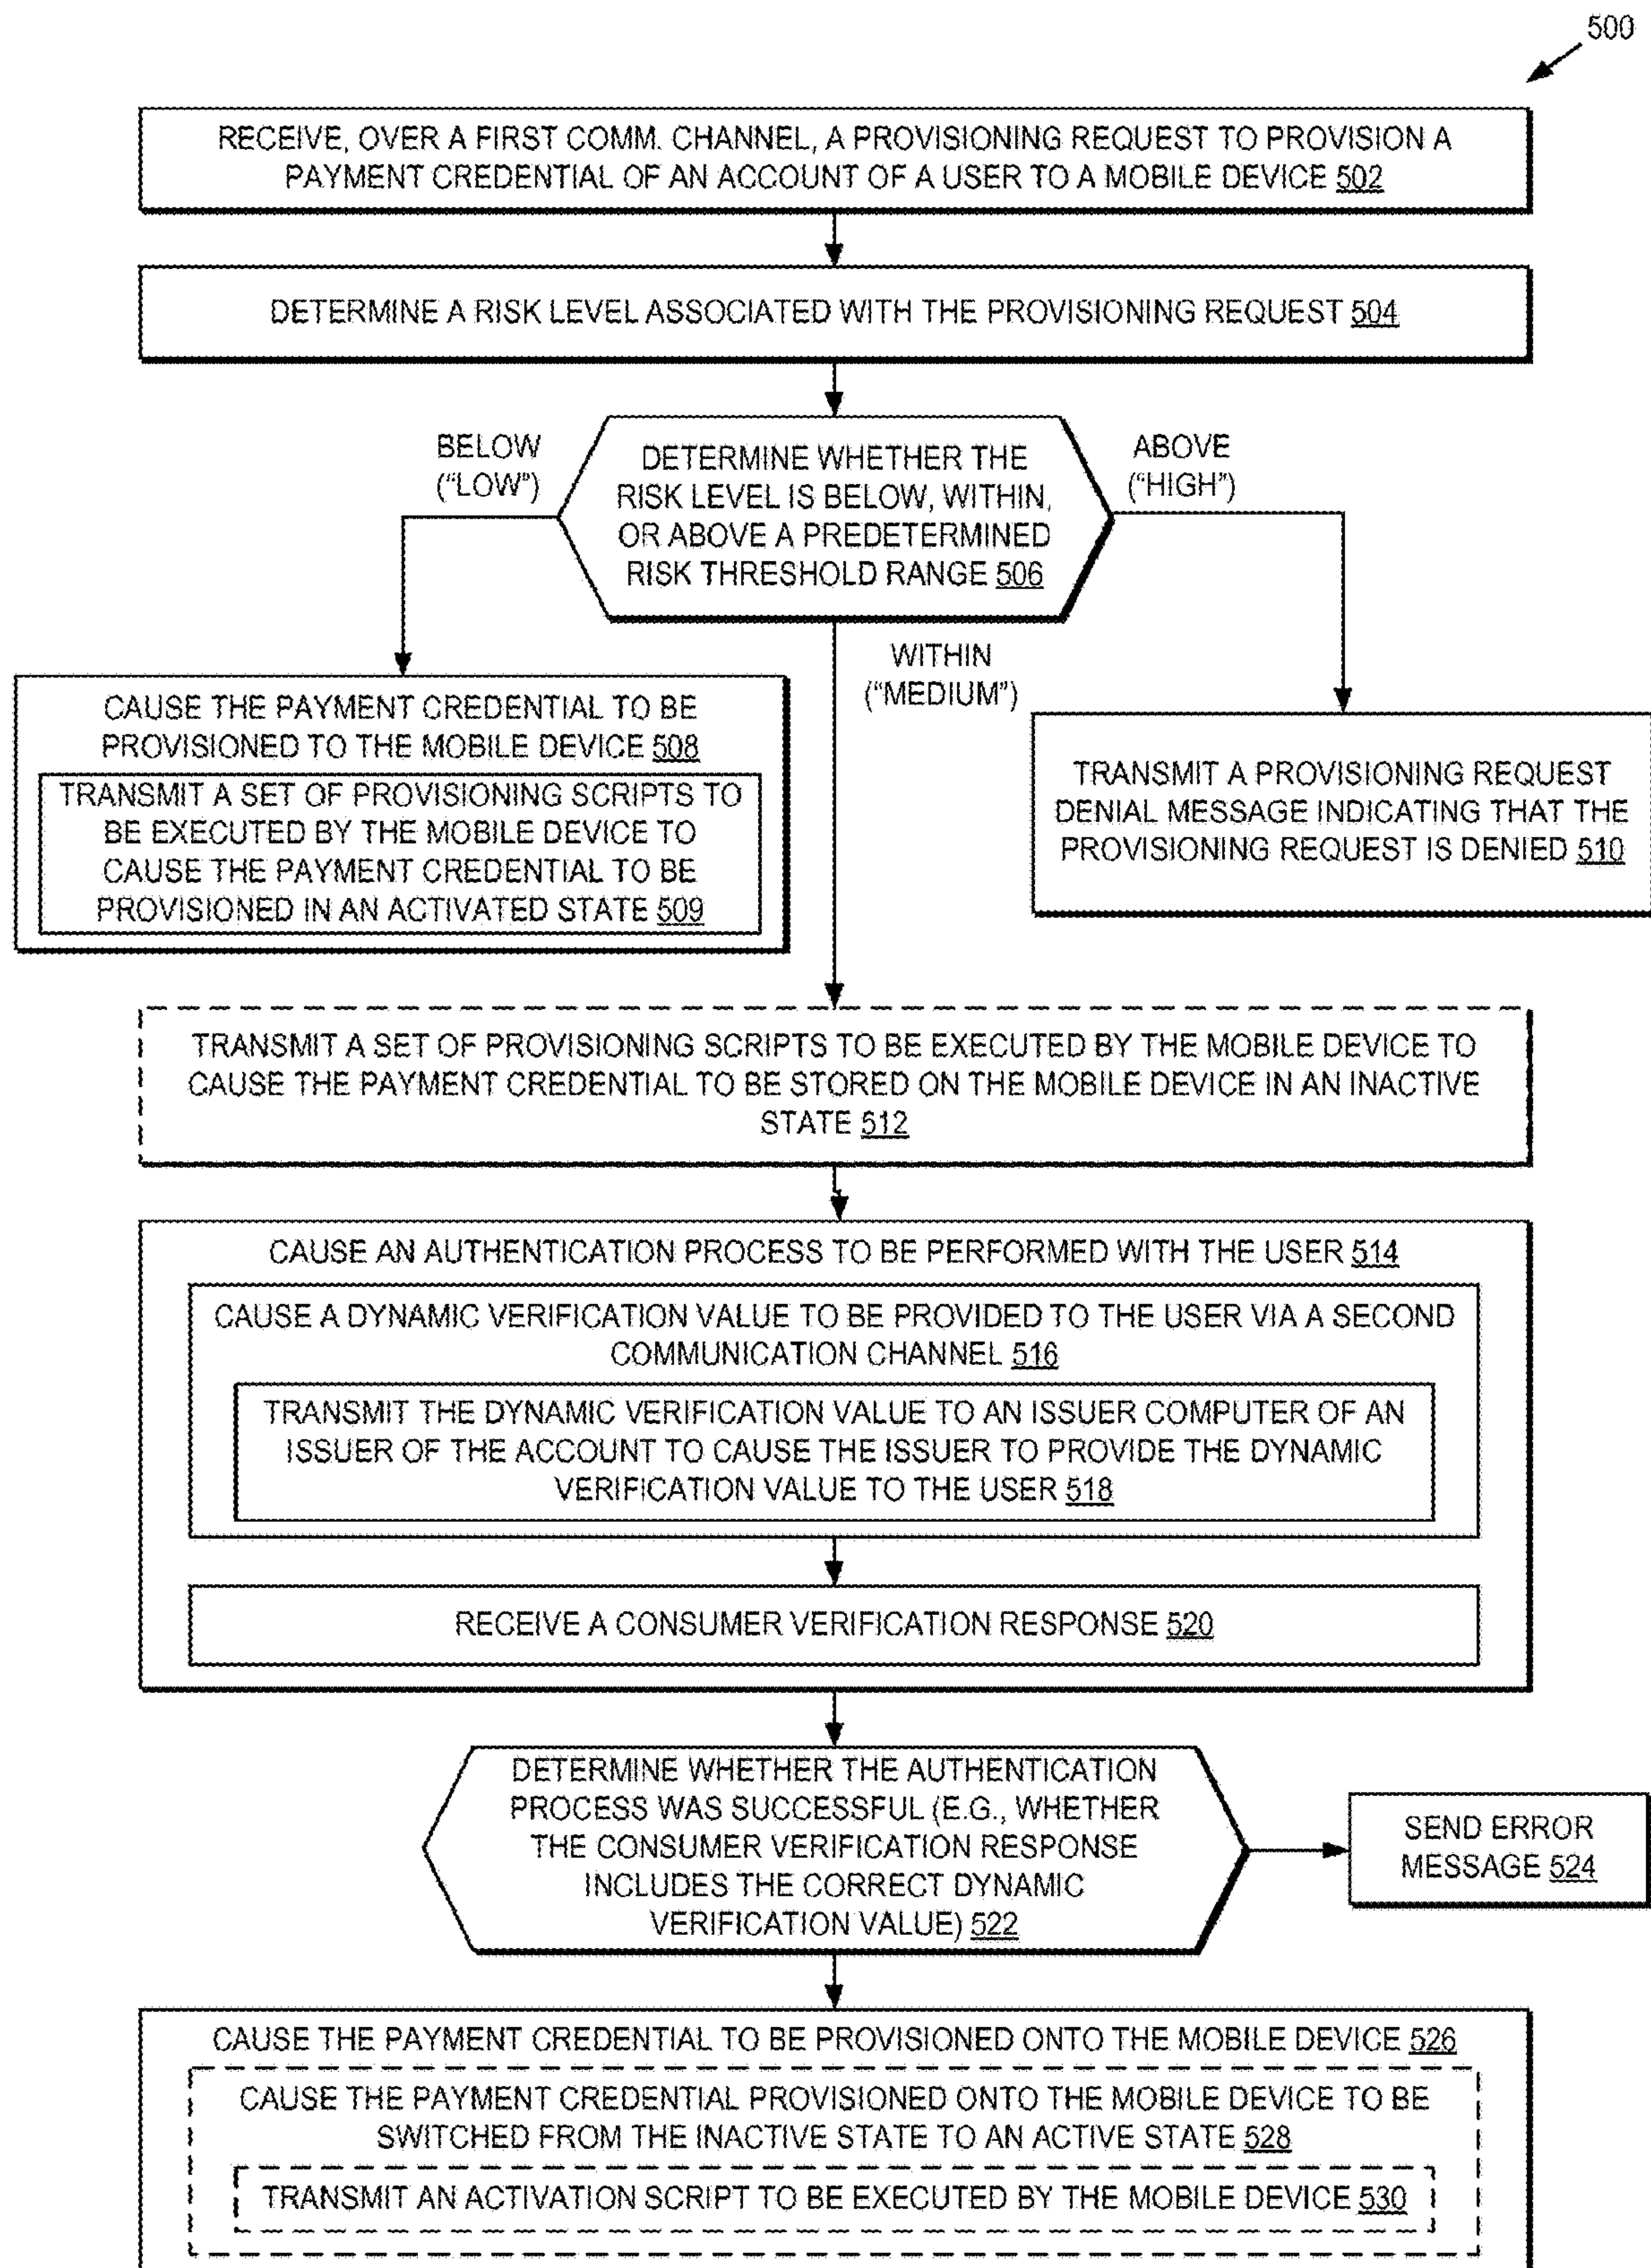 500
RECEIVE, OVER A FIRST COMM. CHANNEL, A PROVISIONING REQUEST TO PROVISION A
PAYMENT CREDENTIAL OF AN ACCOUNT OF A USER TO A MOBILE DEVICE 502
DETERMINE A RISK LEVEL ASSOCIATED WITH THE PROVISIONING REQUEST 504
DETERMINE WHETHER THE
RISK LEVEL IS BELOW, WITHIN,
OR ABOVE A PREDETERMINED
RISK THRESHOLD RANGE 506
BELOW
("LOW")
ABOVE
("HIGH")
WITHIN
("MEDIUM")
CAUSE THE PAYMENT CREDENTIAL TO BE
PROVISIONED TO THE MOBILE DEVICE 508
TRANSMIT A SET OF PROVISIONING SCRIPTS TO
BE EXECUTED BY THE MOBILE DEVICE TO
CAUSE THE PAYMENT CREDENTIAL TO BE
PROVISIONED IN AN ACTIVATED STATE 509
TRANSMIT A PROVISIONING REQUEST
DENIAL MESSAGE INDICATING THAT THE
PROVISIONING REQUEST IS DENIED 510
TRANSMIT A SET OF PROVISIONING SCRIPTS TO BE EXECUTED BY THE MOBILE DEVICE TO
CAUSE THE PAYMENT CREDENTIAL TO BE STORED ON THE MOBILE DEVICE IN AN INACTIVE
STATE 512
CAUSE AN AUTHENTICATION PROCESS TO BE PERFORMED WITH THE USER 514
CAUSE A DYNAMIC VERIFICATION VALUE TO BE PROVIDED TO THE USER VIA A SECOND
COMMUNICATION CHANNEL 516
TRANSMIT THE DYNAMIC VERIFICATION VALUE TO AN ISSUER COMPUTER OF AN
ISSUER OF THE ACCOUNT TO CAUSE THE ISSUER TO PROVIDE THE DYNAMIC
VERIFICATION VALUE TO THE USER 518
RECEIVE A CONSUMER VERIFICATION RESPONSE 520
DETERMINE WHETHER THE AUTHENTICATION
PROCESS WAS SUCCESSFUL (E.G., WHETHER
THE CONSUMER VERIFICATION RESPONSE
INCLUDES THE CORRECT DYNAMIC
VERIFICATION VALUE) 522
SEND ERROR
MESSAGE 524
CAUSE THE PAYMENT CREDENTIAL TO BE PROVISIONED ONTO THE MOBILE DEVICE 526
CAUSE THE PAYMENT CREDENTIAL PROVISIONED ONTO THE MOBILE DEVICE TO BE
SWITCHED FROM THE INACTIVE STATE TO AN ACTIVE STATE 528
TRANSMIT AN ACTIVATION SCRIPT TO BE EXECUTED BY THE MOBILE DEVICE 530